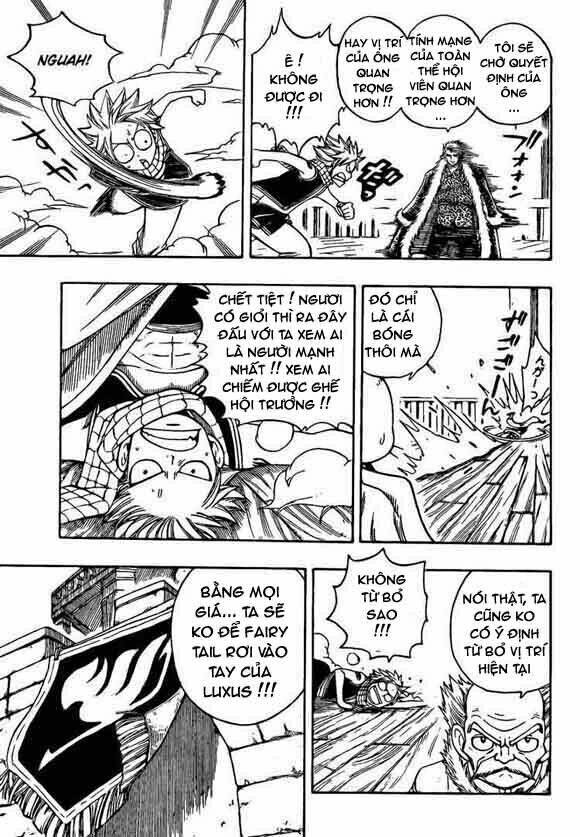 TÔI SẼ
CHỜ QUYẾT
ĐỊNH CỦA ÔNG
...
TÍNH MẠNG
CỦA TOÀN
THỂ HỘI
VIÊN QUAN
TRỌNG HƠN
...
HAY VỊ TRÍ
CỦA ÔNG
QUAN
TRỌNG
HƠN !!
Ê !
KHÔNG
ĐƯỢC ĐI
!!!
NGUAH!
ĐÓ CHỈ
LÀ CÁI
BÓNG
THÔI MÀ
CHẾT TIỆT ! NGƯƠI
CÓ GIỎI THÌ RA ĐÂY
ĐẤU VỚI TA XEM AI
LÀ NGƯỜI MẠNH
NHẤT !! XEM AI
CHIẾM ĐƯỢC GHẾ
HỘI TRƯỞNG !!
NÓI THẬT, TA
CŨNG KO
CÓ Ý ĐỊNH
TỪ BỎ VỊ TRÍ
HIỆN TẠI
KHÔNG
TỪ BỎ
SAO
!!!
BẰNG MỌI
GIÁ... TA SẼ
KO ĐỂ FAIRY
TAIL RƠI VÀO
TAY CỦA
LUXUS !!!